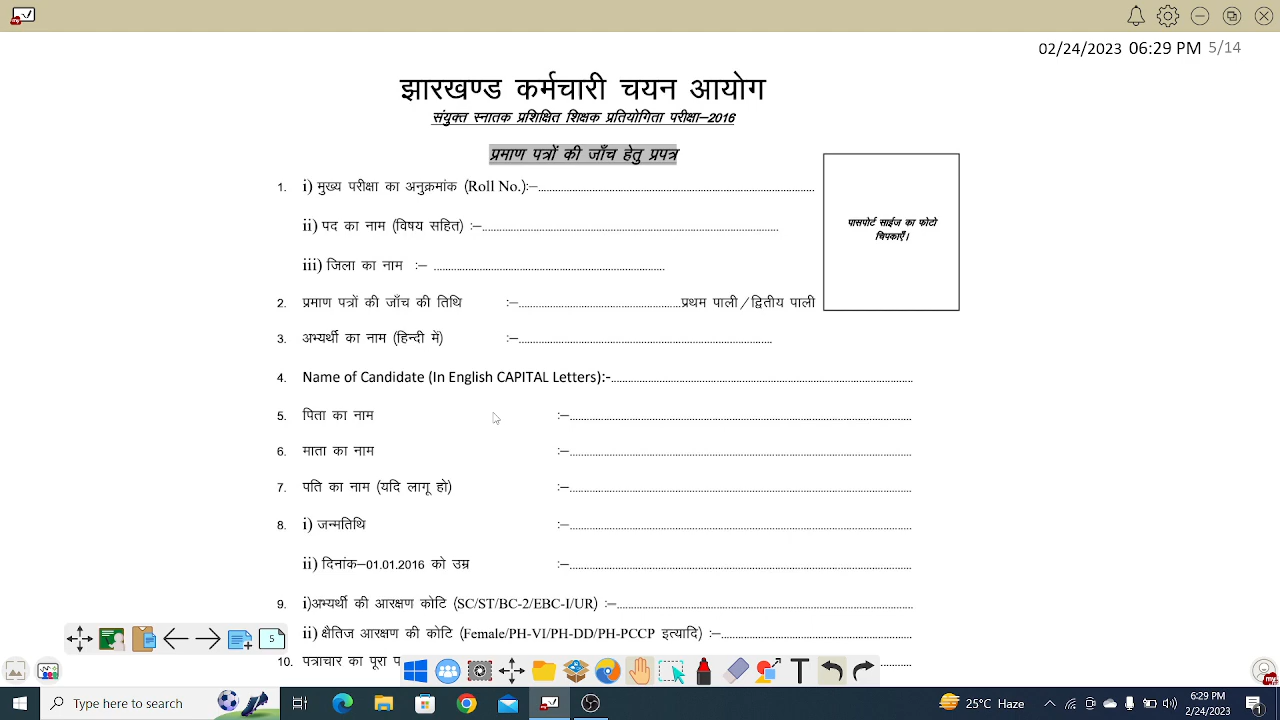 02/24/2023 06:29 PM 5/14
झारखण्ड कर्मचारी चयन आयोग
संयुक्त स्नातक प्रशिक्षित शिक्षक प्रतियोगिता परीक्षा–2016
प्रमाण पत्रों की जाँच हेतु प्रपत्र
पासपोर्ट साईज का फोटो
चिपकाएँ।
1. i) मुख्य परीक्षा का अनुक्रमांक (Roll No.):–
ii) पद का नाम (विषय सहित) :–
iii) जिला का नाम :–
2. प्रमाण पत्रों की जाँच की तिथि :– प्रथम पाली/द्वितीय पाली
3. अभ्यर्थी का नाम (हिन्दी में) :–
4. Name of Candidate (In English CAPITAL Letters):-
5. पिता का नाम :–
6. माता का नाम :–
7. पति का नाम (यदि लागू हो) :–
8. i) जन्मतिथि :–
ii) दिनांक–01.01.2016 को उम्र :–
9. i)अभ्यर्थी की आरक्षण कोटि (SC/ST/BC-2/EBC-I/UR) :–
ii) क्षैतिज आरक्षण की कोटि (Female/PH-VI/PH-DD/PH-PCCP इत्यादि) :–
10. पत्राचार का पूरा
5
Type here to search
25°C Haze
6:29 PM
2/24/2023